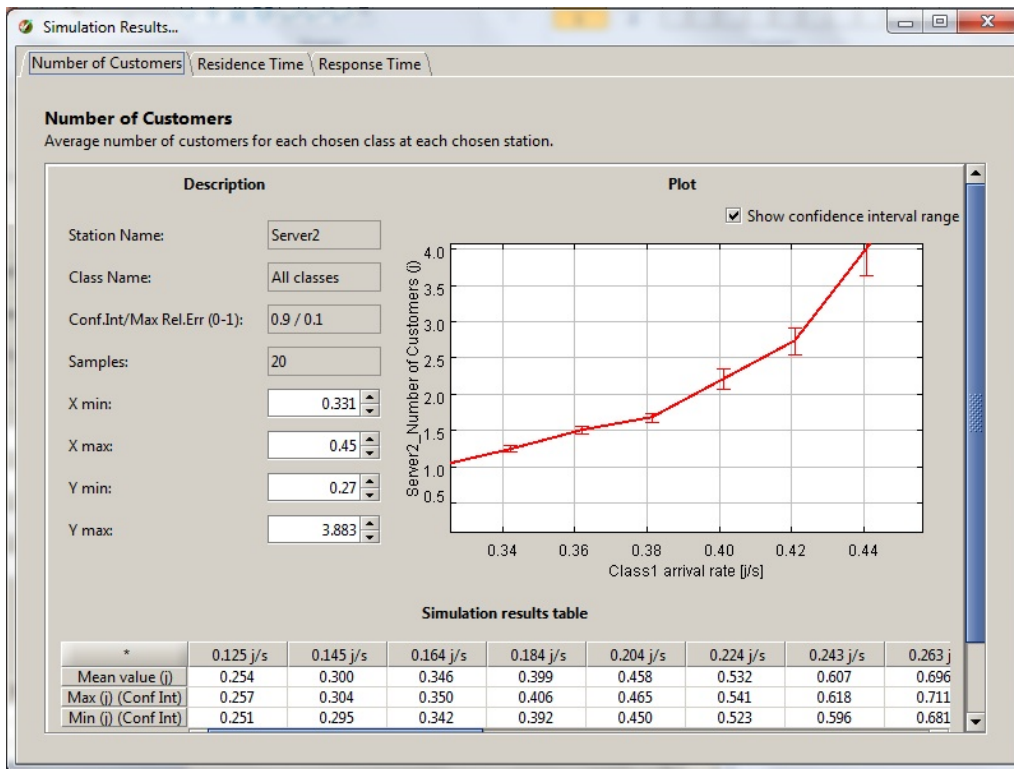 Simulation Results...
Number of Customers Residence Time Response Time
Number of Customers
Average number of customers for each chosen class at each chosen station.
Description
Station Name: Server2
Class Name: All classes
Conf.Int/Max Rel.Err (0-1): 0.9 / 0.1
Samples: 20
X min: 0.331
X max: 0.45
Y min: 0.27
Y max: 3.883
Plot
Show confidence interval range
Server2_Number of Customers (j)
4.0
3.5
3.0
2.5
2.0
1.5
1.0
0.5
0.34 0.36 0.38 0.40 0.42 0.44
Class1 arrival rate [j/s]
Simulation results table
* 0.125 j/s 0.145 j/s 0.164 j/s 0.184 j/s 0.204 j/s 0.224 j/s 0.243 j/s 0.263 j
Mean value (j) 0.254 0.300 0.346 0.399 0.458 0.532 0.607 0.696
Max (j) (Conf Int) 0.257 0.304 0.350 0.406 0.465 0.541 0.618 0.711
Min (j) (Conf Int) 0.251 0.295 0.342 0.392 0.450 0.523 0.596 0.681